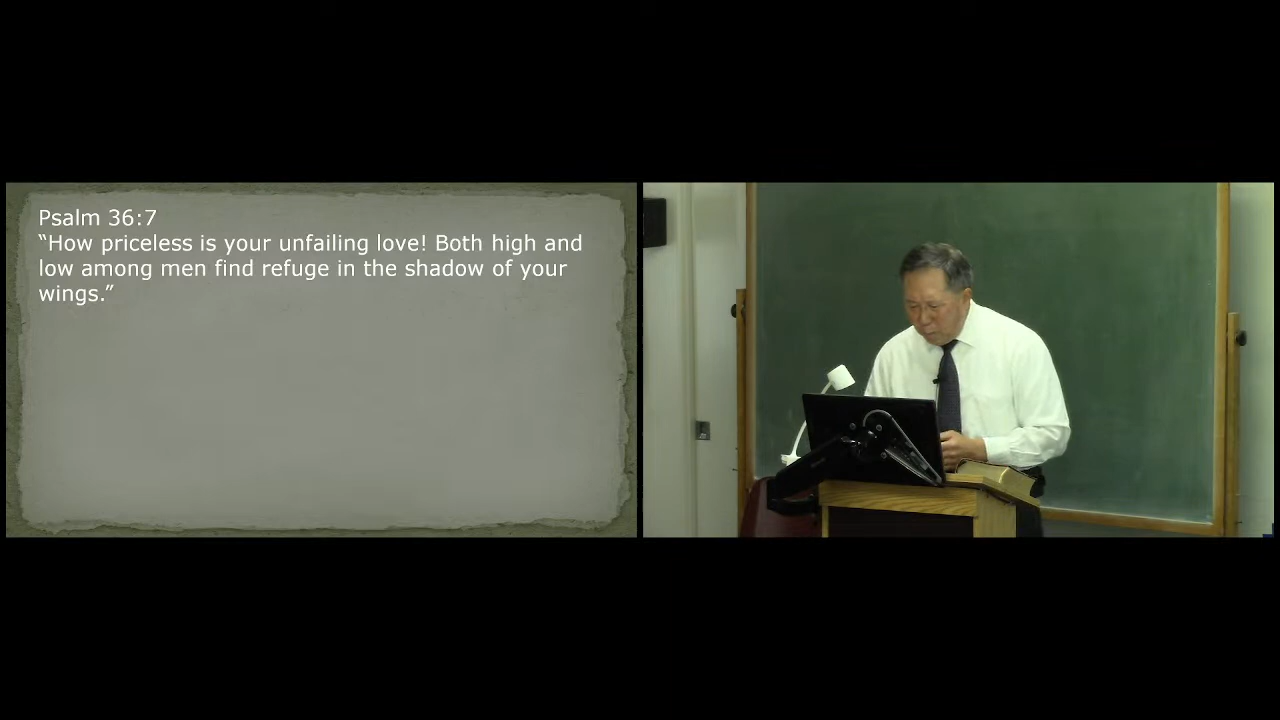 Psalm 36:7
“How priceless is your unfailing love! Both high and
low among men find refuge in the shadow of your
wings.”